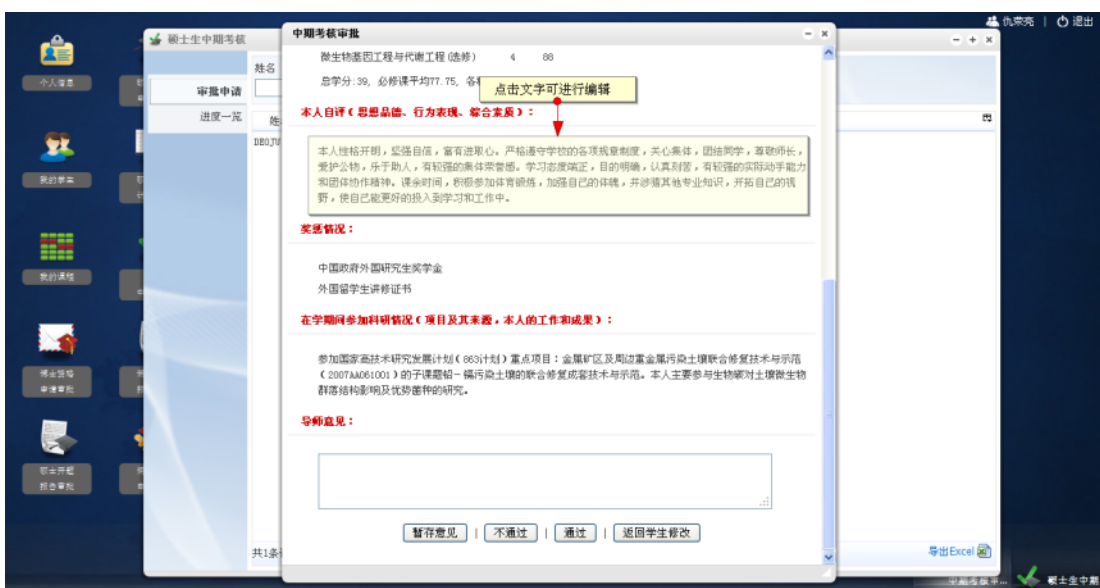 仇荣亮 | 退出
硕士生中期考核
中期考核审批
姓名
审批申请
进度一览
个人信息
我的学生
我的课程
博士资格
申请审批
硕士开题
报告审批
微生物基因工程与代谢工程(选修) 4 88
总学分:39, 必修课平均77.75,
点击文字可进行编辑
本人自评(思想品德、行为表现、综合素质):
本人性格开朗,坚强自信,富有进取心。严格遵守学校的各项规章制度,关心集体,团结同学,尊敬师长,
爱护公物,乐于助人,有较强的集体荣誉感。学习态度端正,目的明确,认真刻苦,有较强的实际动手能力
和团体协作精神。课余时间,积极参加体育锻炼,加强自己的体魄,并涉猎其他专业知识,开拓自己的视
野,使自己能更好的投入到学习和工作中。
奖惩情况:
中国政府外国研究生奖学金
外国留学生讲修证书
在学期间参加科研情况(项目及其来源,本人的工作和成果):
参加国家高技术研究发展计划(863计划)重点项目:金属矿区及周边重金属污染土壤联合修复技术与示范
(2007AA061001)的子课题铅-镉污染土壤的联合修复成套技术与示范。本人主要参与生物碳对土壤微生物
群落结构影响及优势菌种的研究。
导师意见:
暂存意见 | 不通过 | 通过 | 返回学生修改
共1条
导出Excel
中期考核审... 硕士生中期